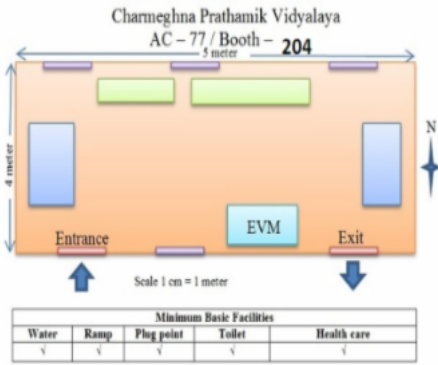 Charmeghna Prathamik Vidyalaya
AC – 77 / Booth – 204
5 meter
4 meter
N
EVM
Entrance
Exit
Scale 1 cm = 1 meter
Minimum Basic Facilities
Water Ramp Plug point Toilet Health care
√ √ √ √ √